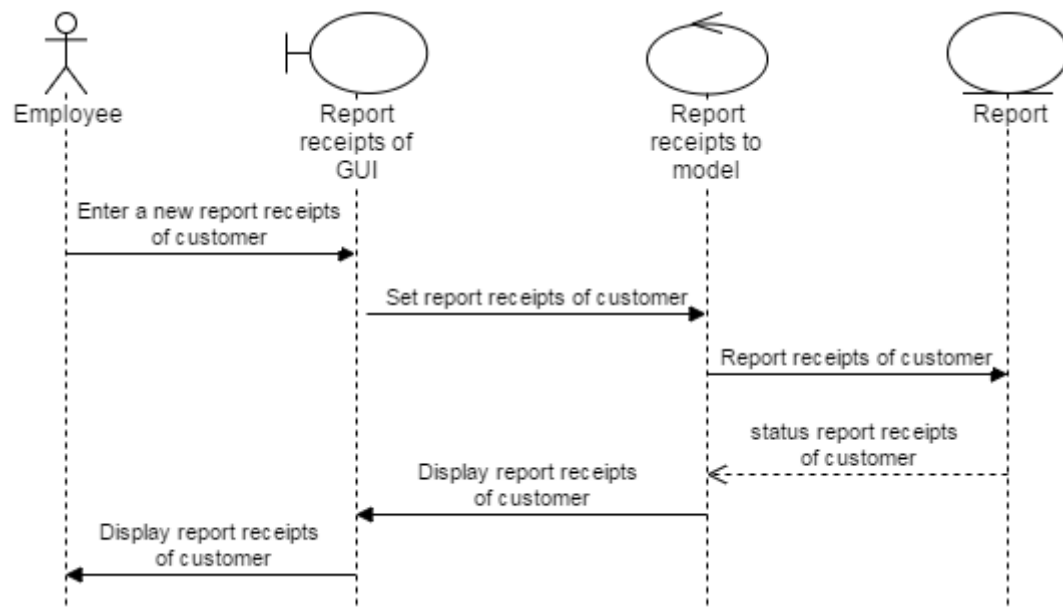 Employee
Report
receipts of
GUI
Report
receipts to
model
Report
Enter a new report receipts
of customer
Set report receipts of customer
Report receipts of customer
status report receipts
of customer
Display report receipts
of customer
Display report receipts
of customer